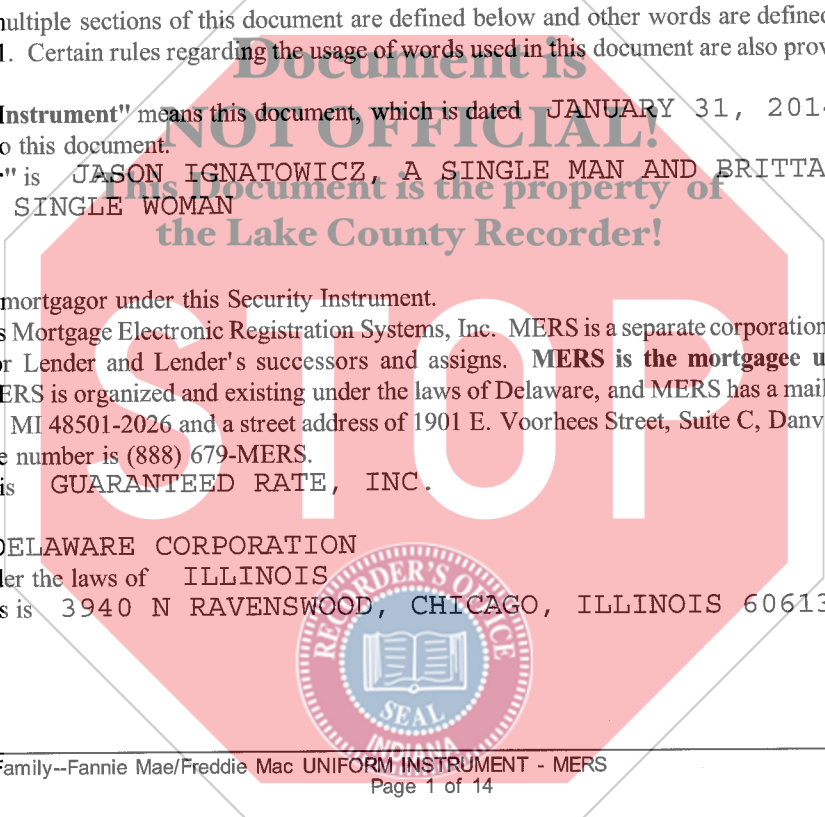 multiple sections of this document are defined below and other words are defined
1. Certain rules regarding the usage of words used in this document are also prov
Document is
Instrument" means this document, which is dated JANUARY 31, 2014
NOT OFFICIAL!
o this document.
r" is JASON IGNATOWICZ, A SINGLE MAN AND BRITTA
This Document is the property of
SINGLE WOMAN
the Lake County Recorder!
mortgagor under this Security Instrument.
s Mortgage Electronic Registration Systems, Inc. MERS is a separate corporation
or Lender and Lender's successors and assigns. MERS is the mortgagee u
ERS is organized and existing under the laws of Delaware, and MERS has a mail
MI 48501-2026 and a street address of 1901 E. Voorhees Street, Suite C, Danv
e number is (888) 679-MERS.
STOP
is GUARANTEED RATE, INC.
DELAWARE CORPORATION
der the laws of ILLINOIS
s is 3940 N RAVENSWOOD, CHICAGO, ILLINOIS 60613
RECORDER'S OFFICE
SEAL
INDIANA
Family--Fannie Mae/Freddie Mac UNIFORM INSTRUMENT - MERS
Page 1 of 14